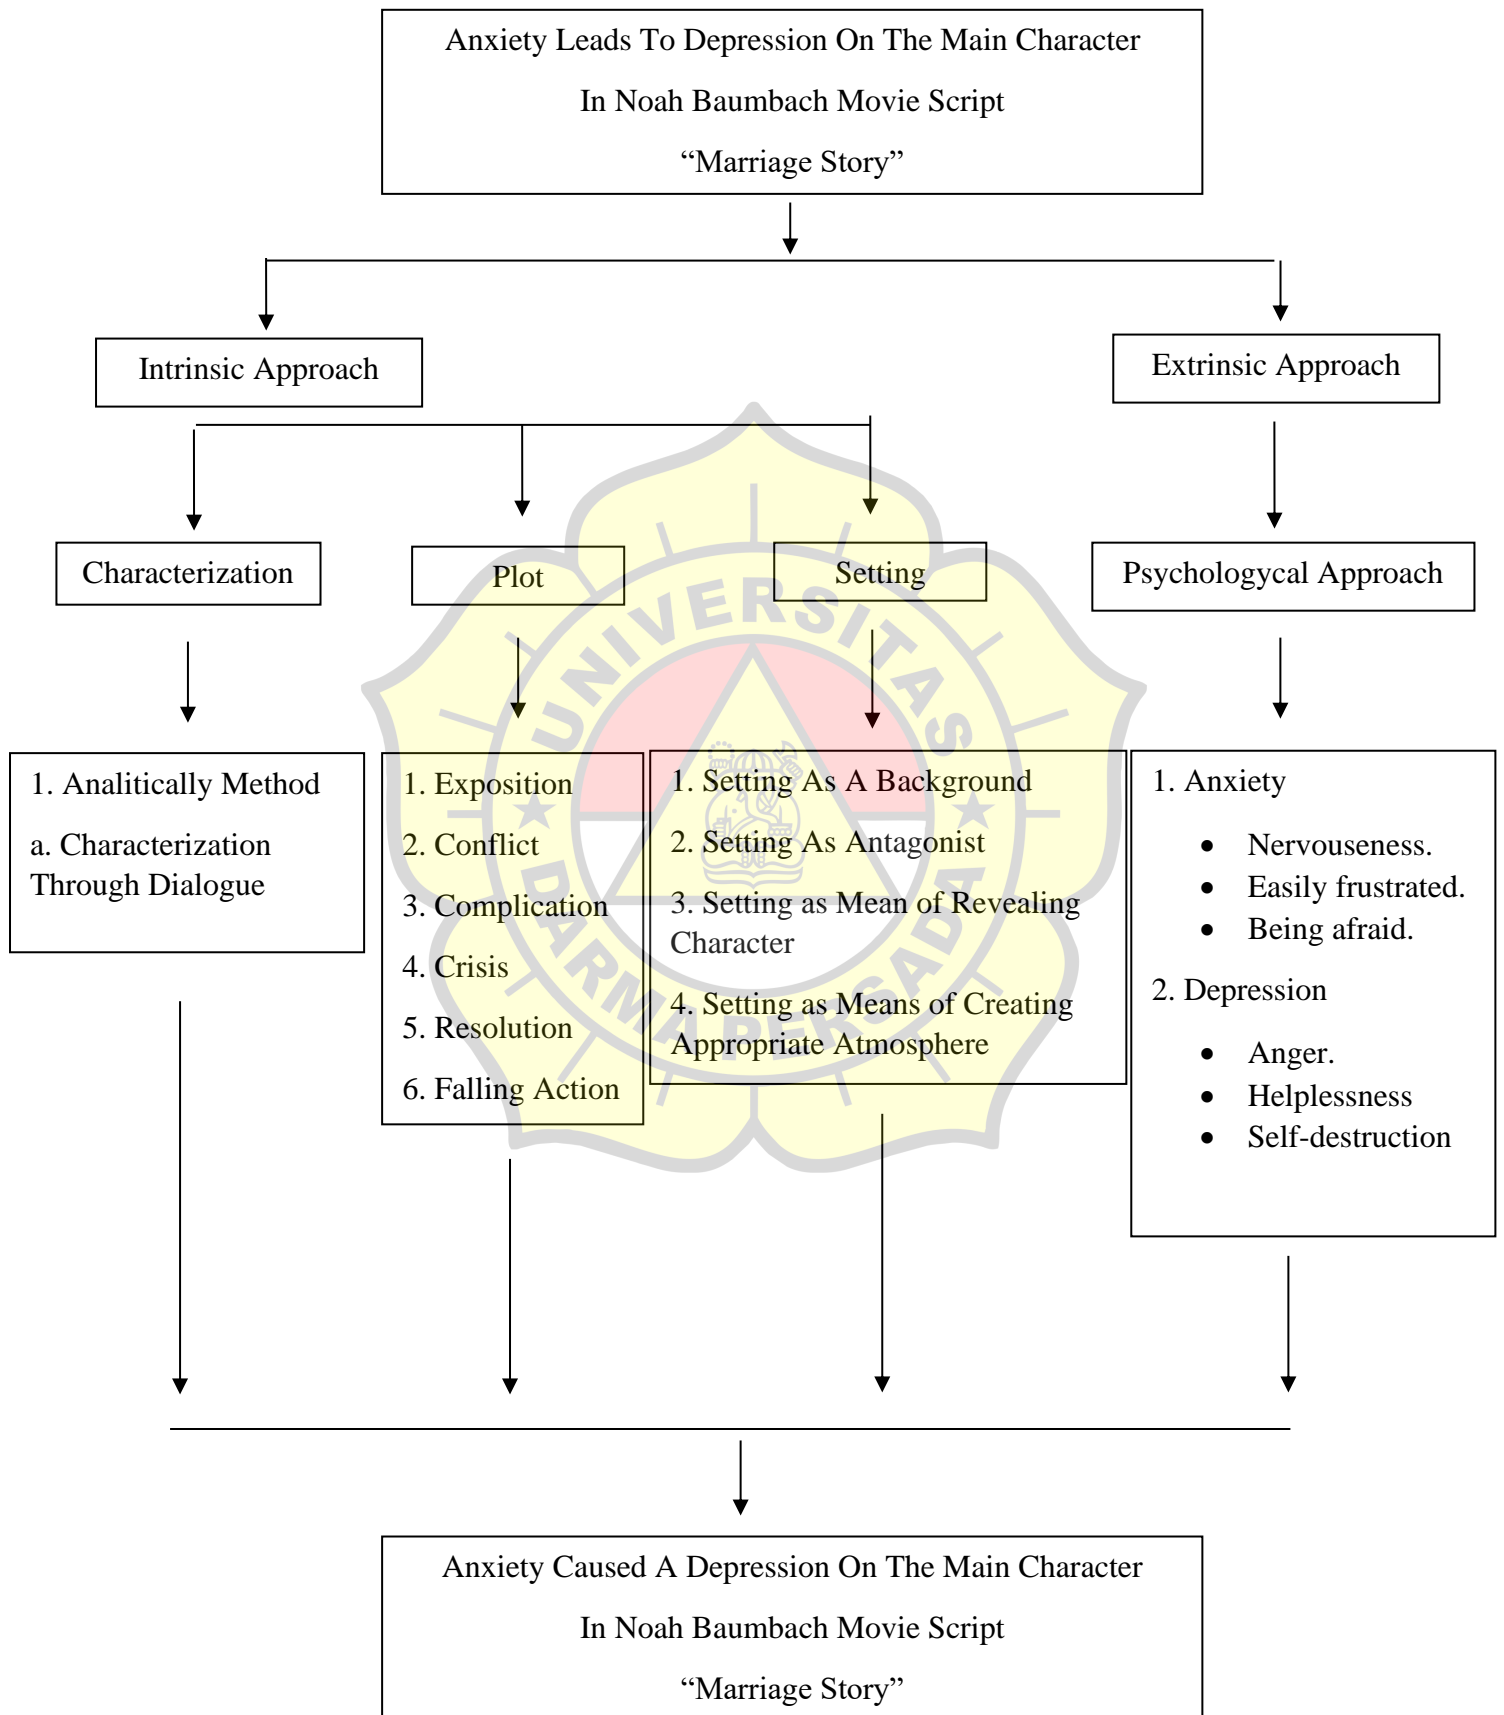 Anxiety Leads To Depression On The Main Character
In Noah Baumbach Movie Script
“Marriage Story”
Intrinsic Approach
Extrinsic Approach
Characterization
Plot
Setting
Psychologycal Approach
1. Analitically Method
a. Characterization
Through Dialogue
1. Exposition
2. Conflict
3. Complication
4. Crisis
5. Resolution
6. Falling Action
1. Setting As A Background
2. Setting As Antagonist
3. Setting as Mean of Revealing
Character
4. Setting as Means of Creating
Appropriate Atmosphere
1. Anxiety
• Nervouseness.
• Easily frustrated.
• Being afraid.
2. Depression
• Anger.
• Helplessness
• Self-destruction
UNIVERSITAS
DARMA PERSADA
Anxiety Caused A Depression On The Main Character
In Noah Baumbach Movie Script
“Marriage Story”